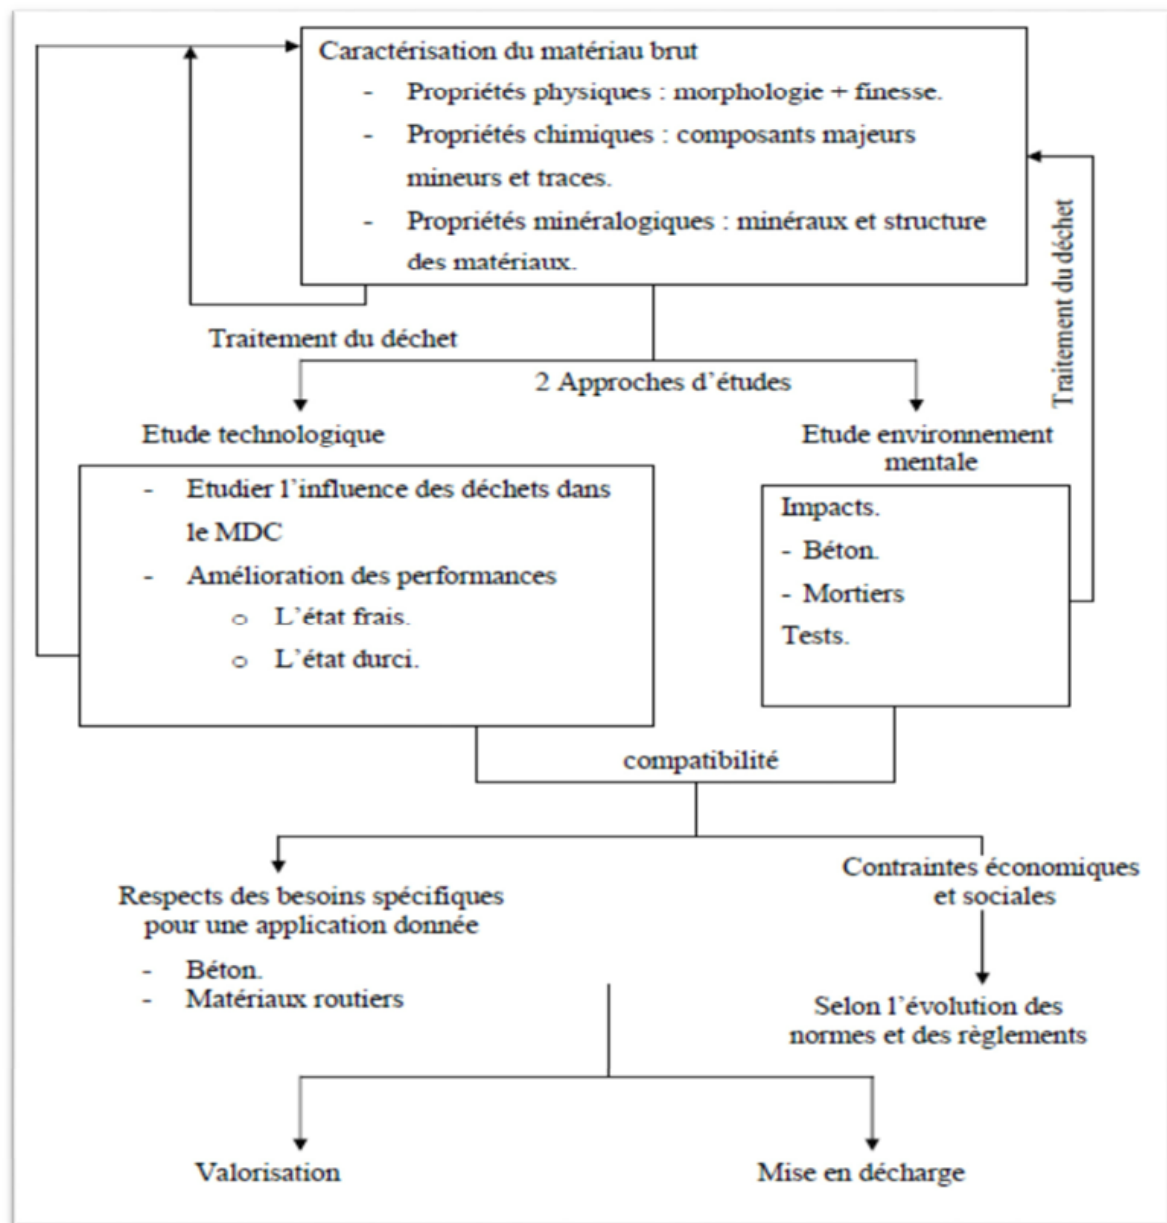 Caractérisation du matériau brut
- Propriétés physiques : morphologie + finesse.
- Propriétés chimiques : composants majeurs
mineurs et traces.
- Propriétés minéralogiques : minéraux et structure
des matériaux.
Traitement du déchet
Traitement du déchet
2 Approches d'études
Etude technologique
- Etudier l'influence des déchets dans
le MDC
- Amélioration des performances
o L'état frais.
o L'état durci.
Etude environnement
mentale
Impacts.
- Béton.
- Mortiers
Tests.
compatibilité
Respects des besoins spécifiques
pour une application donnée
- Béton.
- Matériaux routiers
Contraintes économiques
et sociales
Selon l'évolution des
normes et des règlements
Valorisation
Mise en décharge